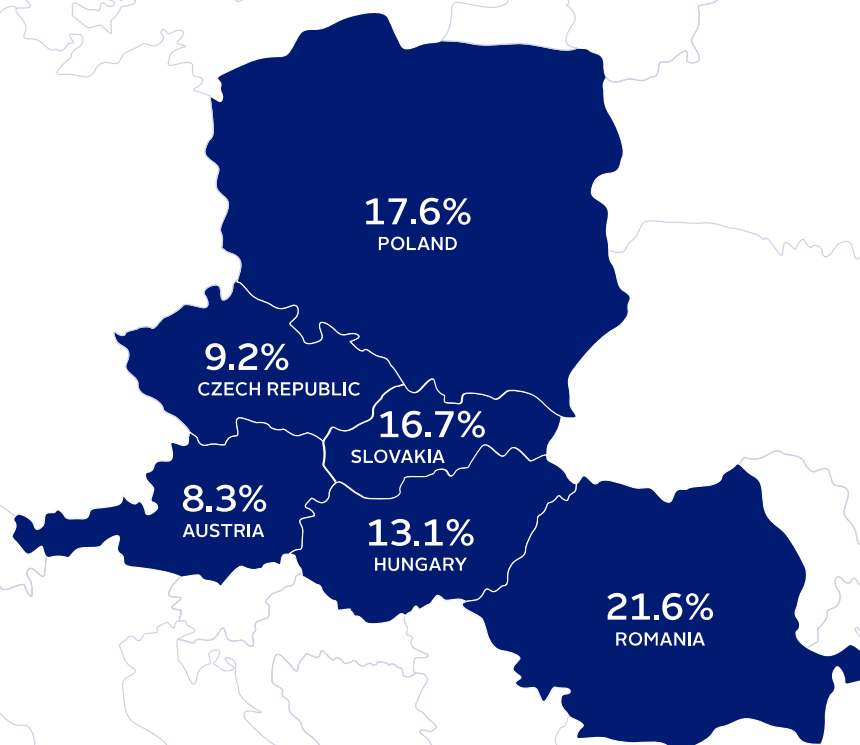 17.6%
POLAND
9.2%
CZECH REPUBLIC
16.7%
SLOVAKIA
8.3%
AUSTRIA
13.1%
HUNGARY
21.6%
ROMANIA